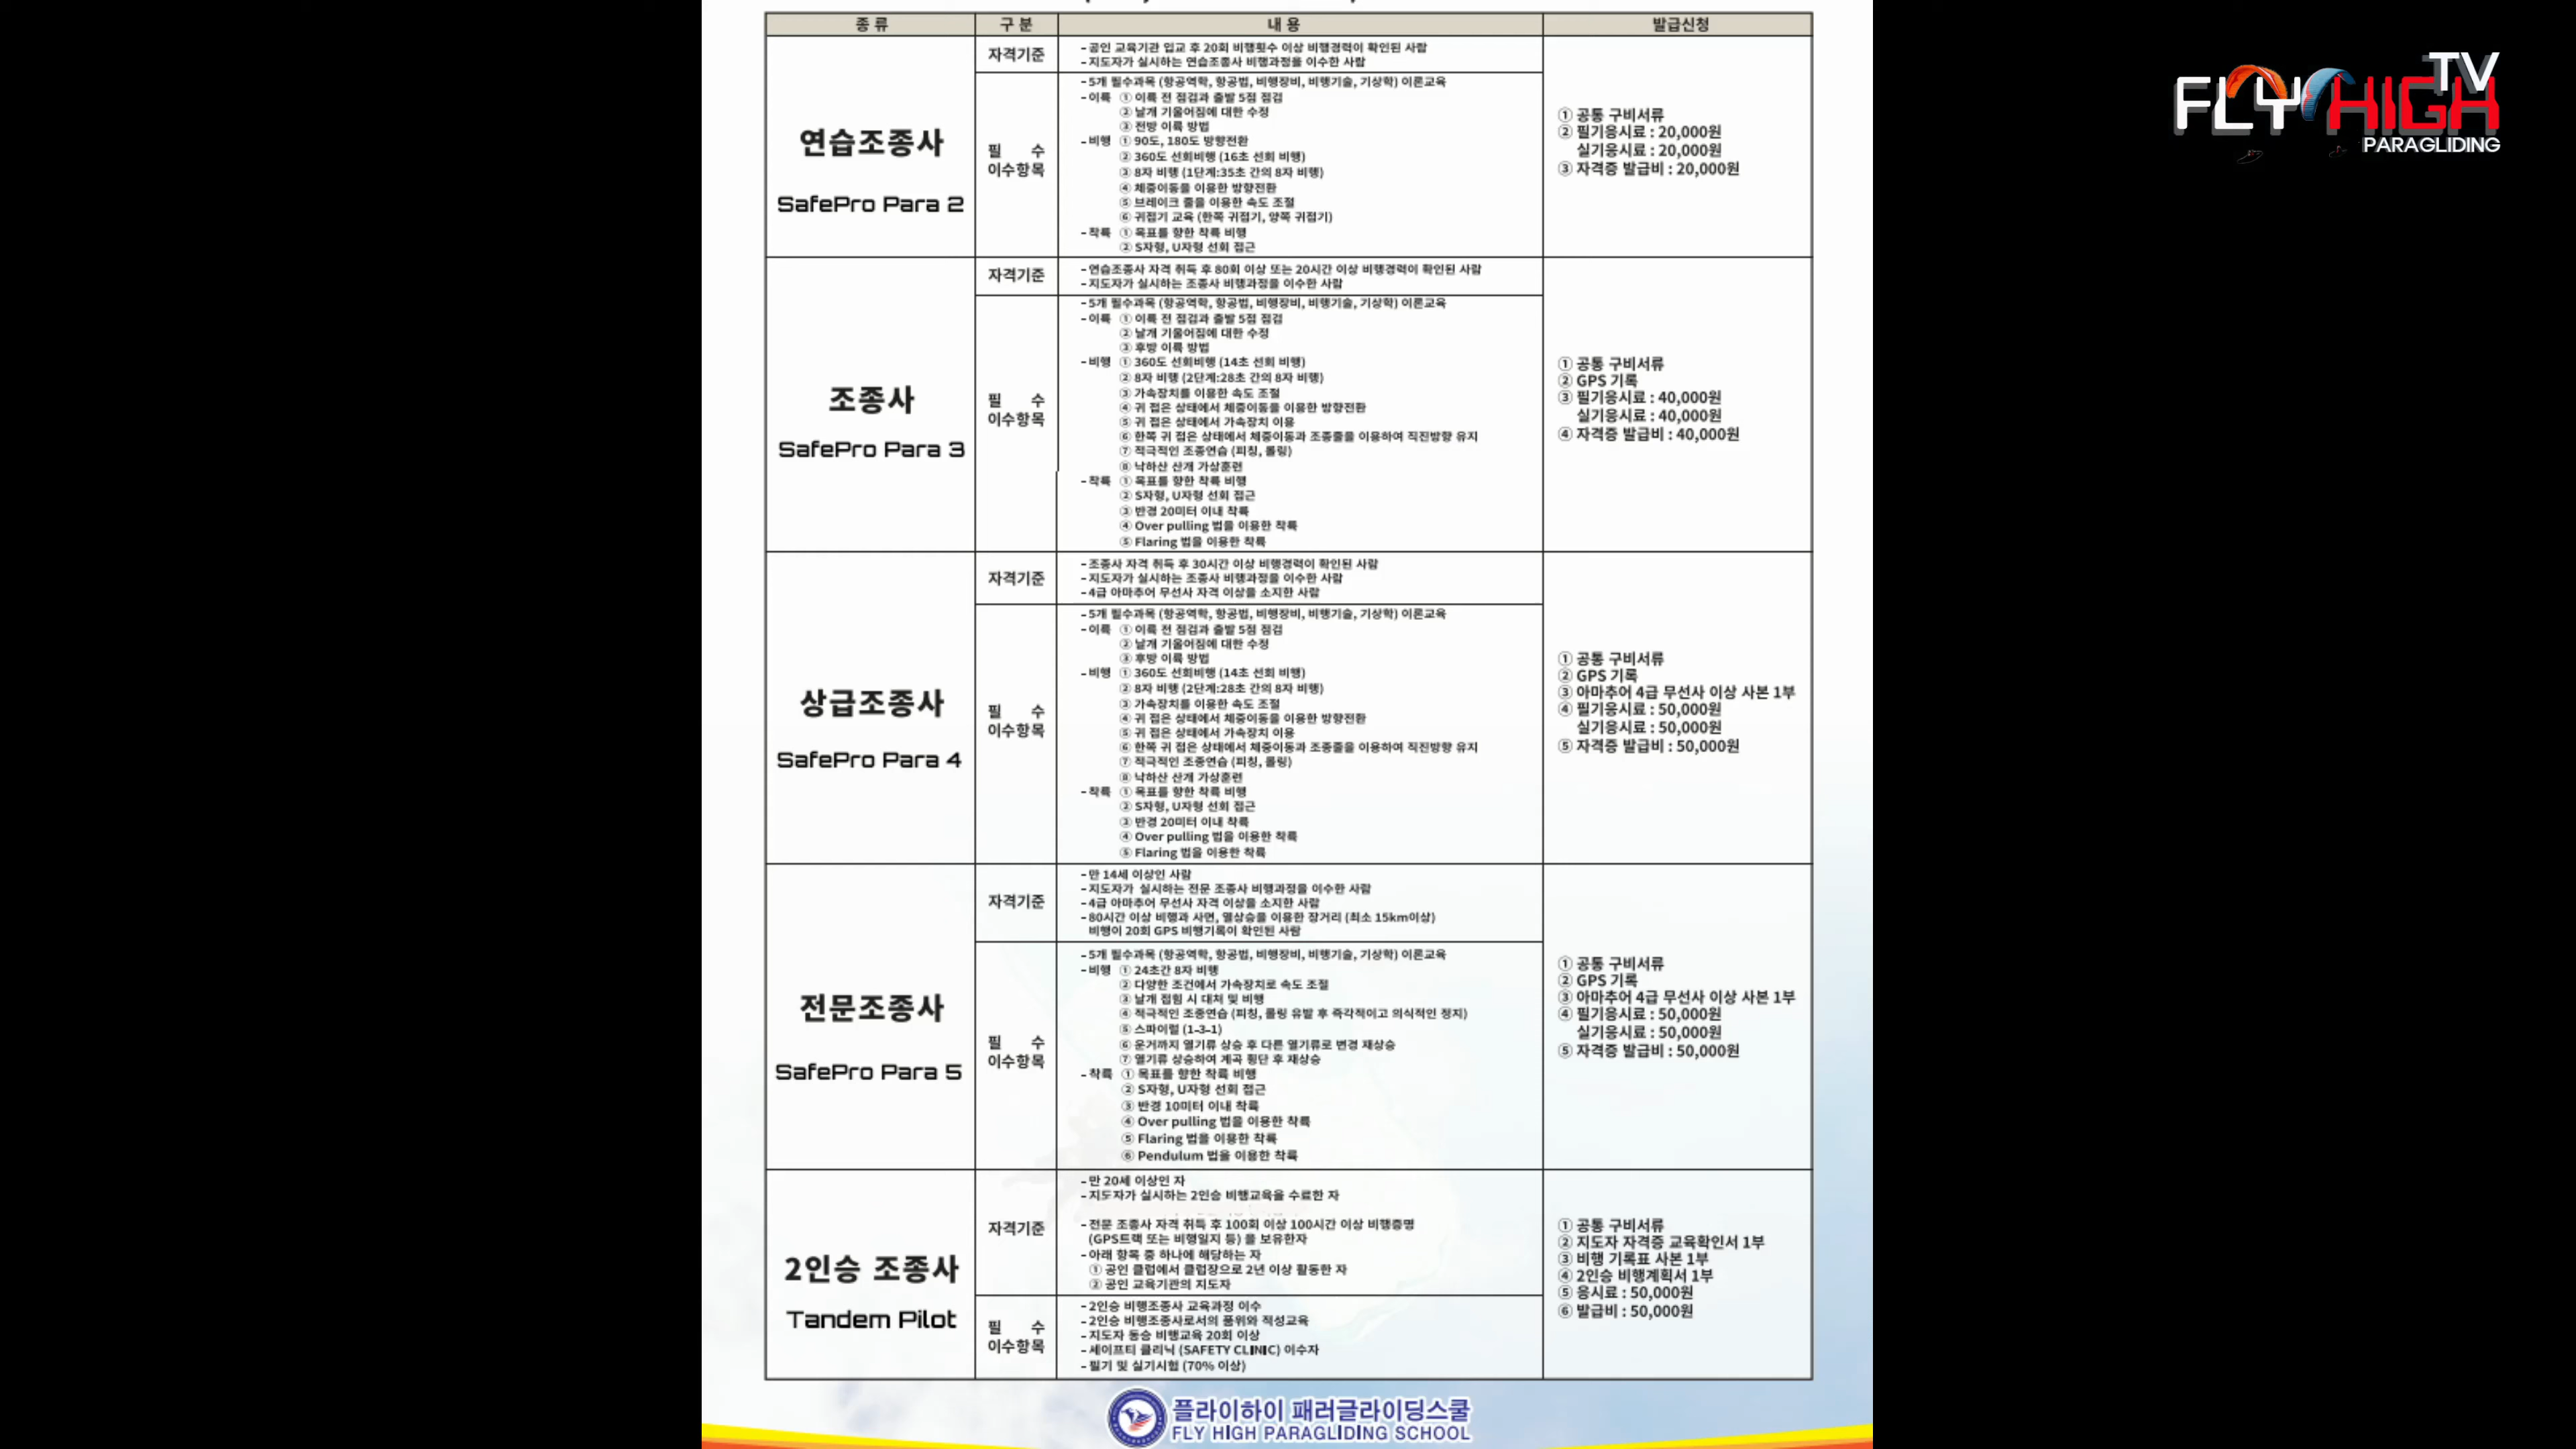 종 류 구 분 내 용 발급신청
연습조종사
SafePro Para 2
자격기준
- 공인 교육기관 입교 후 20회 비행횟수 이상 비행경력이 확인된 사람
- 지도자가 실시하는 연습조종사 비행과정을 이수한 사람
필 수
이수항목
- 5개 필수과목 (항공역학, 항공법, 비행장비, 비행기술, 기상학) 이론교육
- 이륙 ① 이륙 전 점검과 출발 5점 점검
② 날개 기울어짐에 대한 수정
③ 전방 이륙 방법
- 비행 ① 90도, 180도 방향전환
② 360도 선회비행 (16초 선회 비행)
③ 8자 비행 (1단계:35초 간의 8자 비행)
④ 체중이동을 이용한 방향전환
⑤ 브레이크 줄을 이용한 속도 조절
⑥ 귀접기 교육 (한쪽 귀접기, 양쪽 귀접기)
- 착륙 ① 목표를 향한 착륙 비행
② S자형, U자형 선회 접근
① 공통 구비서류
② 필기응시료 : 20,000원
실기응시료 : 20,000원
③ 자격증 발급비 : 20,000원
조종사
SafePro Para 3
자격기준
- 연습조종사 자격 취득 후 80회 이상 또는 20시간 이상 비행경력이 확인된 사람
- 지도자가 실시하는 조종사 비행과정을 이수한 사람
필 수
이수항목
- 5개 필수과목 (항공역학, 항공법, 비행장비, 비행기술, 기상학) 이론교육
- 이륙 ① 이륙 전 점검과 출발 5점 점검
② 날개 기울어짐에 대한 수정
③ 후방 이륙 방법
- 비행 ① 360도 선회비행 (14초 선회 비행)
② 8자 비행 (2단계:28초 간의 8자 비행)
③ 가속장치를 이용한 속도 조절
④ 귀 접은 상태에서 체중이동을 이용한 방향전환
⑤ 귀 접은 상태에서 가속장치 이용
⑥ 한쪽 귀 접은 상태에서 체중이동과 조종줄을 이용하여 직진방향 유지
⑦ 적극적인 조종연습 (피칭, 롤링)
⑧ 낙하산 산개 가상훈련
- 착륙 ① 목표를 향한 착륙 비행
② S자형, U자형 선회 접근
③ 반경 20미터 이내 착륙
④ Over pulling 법을 이용한 착륙
⑤ Flaring 법을 이용한 착륙
① 공통 구비서류
② GPS 기록
③ 필기응시료 : 40,000원
실기응시료 : 40,000원
④ 자격증 발급비 : 40,000원
상급조종사
SafePro Para 4
자격기준
- 조종사 자격 취득 후 30시간 이상 비행경력이 확인된 사람
- 지도자가 실시하는 조종사 비행과정을 이수한 사람
- 4급 아마추어 무선사 자격 이상을 소지한 사람
필 수
이수항목
- 5개 필수과목 (항공역학, 항공법, 비행장비, 비행기술, 기상학) 이론교육
- 이륙 ① 이륙 전 점검과 출발 5점 점검
② 날개 기울어짐에 대한 수정
③ 후방 이륙 방법
- 비행 ① 360도 선회비행 (14초 선회 비행)
② 8자 비행 (2단계:28초 간의 8자 비행)
③ 가속장치를 이용한 속도 조절
④ 귀 접은 상태에서 체중이동을 이용한 방향전환
⑤ 귀 접은 상태에서 가속장치 이용
⑥ 한쪽 귀 접은 상태에서 체중이동과 조종줄을 이용하여 직진방향 유지
⑦ 적극적인 조종연습 (피칭, 롤링)
⑧ 낙하산 산개 가상훈련
- 착륙 ① 목표를 향한 착륙 비행
② S자형, U자형 선회 접근
③ 반경 20미터 이내 착륙
④ Over pulling 법을 이용한 착륙
⑤ Flaring 법을 이용한 착륙
① 공통 구비서류
② GPS 기록
③ 아마추어 4급 무선사 이상 사본 1부
④ 필기응시료 : 50,000원
실기응시료 : 50,000원
⑤ 자격증 발급비 : 50,000원
전문조종사
SafePro Para 5
자격기준
- 만 14세 이상인 사람
- 지도자가 실시하는 전문 조종사 비행과정을 이수한 사람
- 4급 아마추어 무선사 자격 이상을 소지한 사람
- 80시간 이상 비행과 사면, 열상승을 이용한 장거리 (최소 15km이상)
비행이 20회 GPS 비행기록이 확인된 사람
필 수
이수항목
- 5개 필수과목 (항공역학, 항공법, 비행장비, 비행기술, 기상학) 이론교육
- 비행 ① 24초간 8자 비행
② 다양한 조건에서 가속장치로 속도 조절
③ 날개 접힘 시 대처 및 비행
④ 적극적인 조종연습 (피칭, 롤링 유발 후 즉각적이고 의식적인 정지)
⑤ 스파이럴 (1-3-1)
⑥ 운거까지 열기류 상승 후 다른 열기류로 변경 재상승
⑦ 열기류 상승하여 계곡 횡단 후 재상승
- 착륙 ① 목표를 향한 착륙 비행
② S자형, U자형 선회 접근
③ 반경 10미터 이내 착륙
④ Over pulling 법을 이용한 착륙
⑤ Flaring 법을 이용한 착륙
⑥ Pendulum 법을 이용한 착륙
① 공통 구비서류
② GPS 기록
③ 아마추어 4급 무선사 이상 사본 1부
④ 필기응시료 : 50,000원
실기응시료 : 50,000원
⑤ 자격증 발급비 : 50,000원
2인승 조종사
Tandem Pilot
자격기준
- 만 20세 이상인 자
- 지도자가 실시하는 2인승 비행교육을 수료한 자
- 전문 조종사 자격 취득 후 100회 이상 100시간 이상 비행증명
(GPS트랙 또는 비행일지 등) 을 보유한자
- 아래 항목 중 하나에 해당하는 자
① 공인 클럽에서 클럽장으로 2년 이상 활동한 자
② 공인 교육기관의 지도자
필 수
이수항목
- 2인승 비행조종사 교육과정 이수
- 2인승 비행조종사로서의 품위와 적성교육
- 지도자 동승 비행교육 20회 이상
- 세이프티 클리닉 (SAFETY CLINIC) 이수자
- 필기 및 실기시험 (70% 이상)
① 공통 구비서류
② 지도자 자격증 교육확인서 1부
③ 비행 기록표 사본 1부
④ 2인승 비행계획서 1부
⑤ 응시료 : 50,000원
⑥ 발급비 : 50,000원
플라이하이 패러글라이딩스쿨
FLY HIGH PARAGLIDING SCHOOL
TV
FLY HIGH
PARAGLIDING